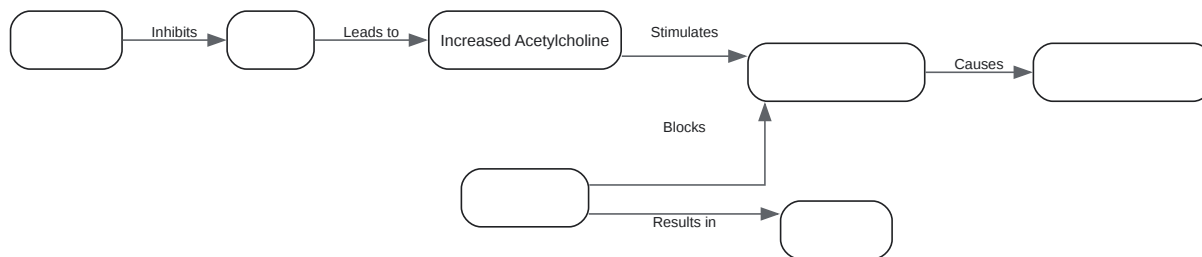 Inhibits
Leads to
Increased Acetylcholine
Stimulates
Causes
Blocks
Results in